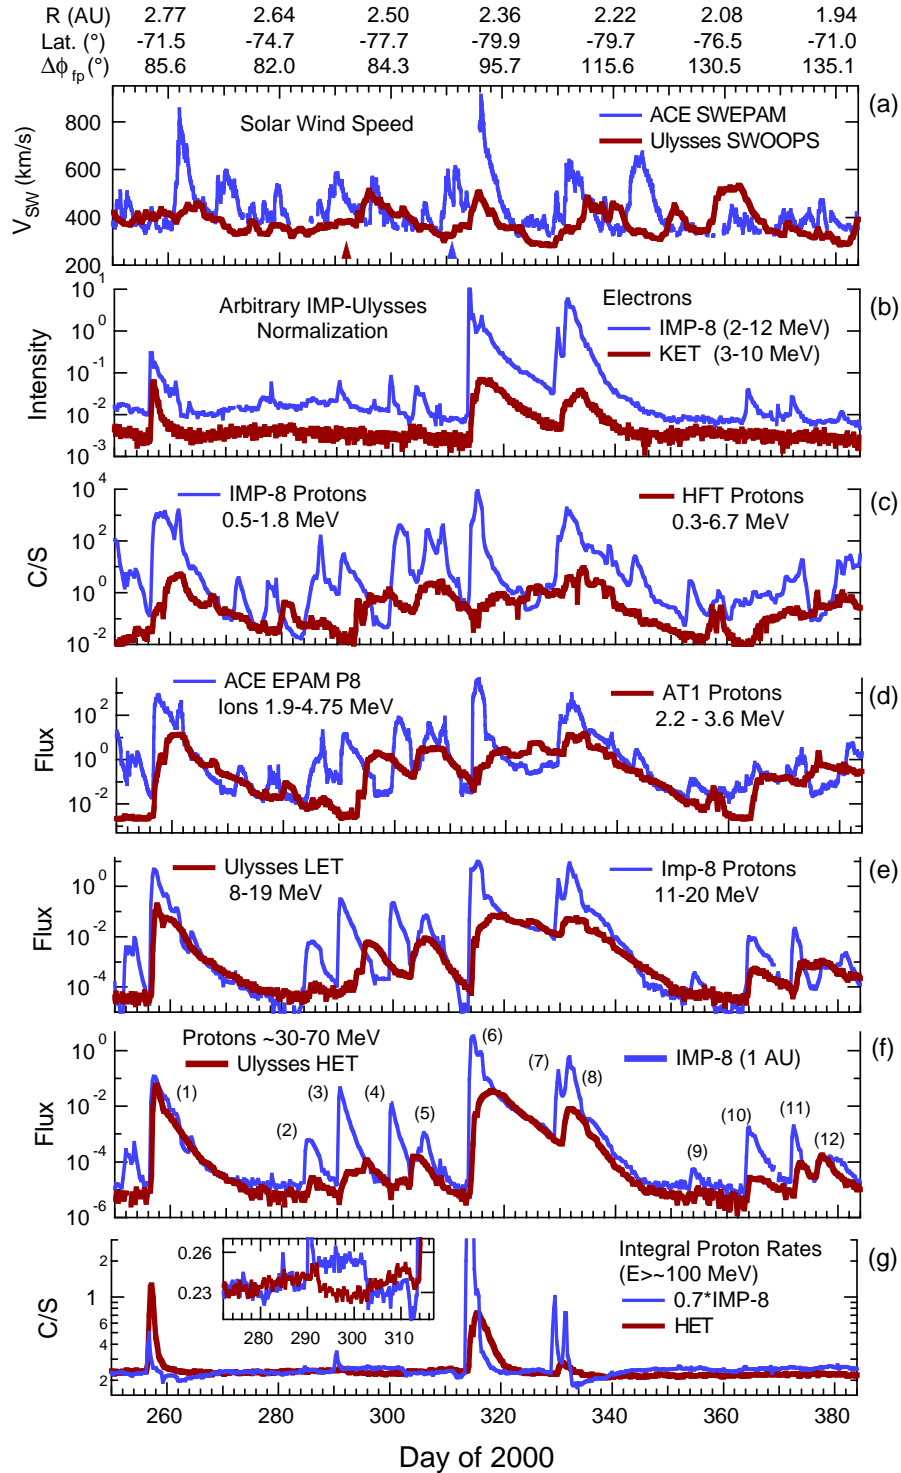 R (AU) 2.77 2.64 2.50 2.36 2.22 2.08 1.94
Lat. (°) -71.5 -74.7 -77.7 -79.9 -79.7 -76.5 -71.0
Δϕfp(°) 85.6 82.0 84.3 95.7 115.6 130.5 135.1
(a)
Solar Wind Speed
ACE SWEPAM
Ulysses SWOOPS
VSW (km/s)
800
600
400
200
(b)
Arbitrary IMP-Ulysses
Normalization
Electrons
IMP-8 (2-12 MeV)
KET (3-10 MeV)
Intensity
10^1
10^0
10^-1
10^-2
10^-3
(c)
IMP-8 Protons
0.5-1.8 MeV
HFT Protons
0.3-6.7 MeV
C/S
10^4
10^2
10^0
10^-2
(d)
ACE EPAM P8
Ions 1.9-4.75 MeV
AT1 Protons
2.2 - 3.6 MeV
Flux
10^2
10^0
10^-2
(e)
Ulysses LET
8-19 MeV
Imp-8 Protons
11-20 MeV
Flux
10^0
10^-2
10^-4
(f)
Protons ~30-70 MeV
Ulysses HET
IMP-8 (1 AU)
Flux
10^0
10^-2
10^-4
10^-6
(1)
(2)
(3)
(4)
(5)
(6)
(7)
(8)
(9)
(10)
(11)
(12)
(g)
Integral Proton Rates
(E>~100 MeV)
0.7*IMP-8
HET
C/S
2
1
6
4
2
0.26
0.23
280 290 300 310
260 280 300 320 340 360 380
Day of 2000